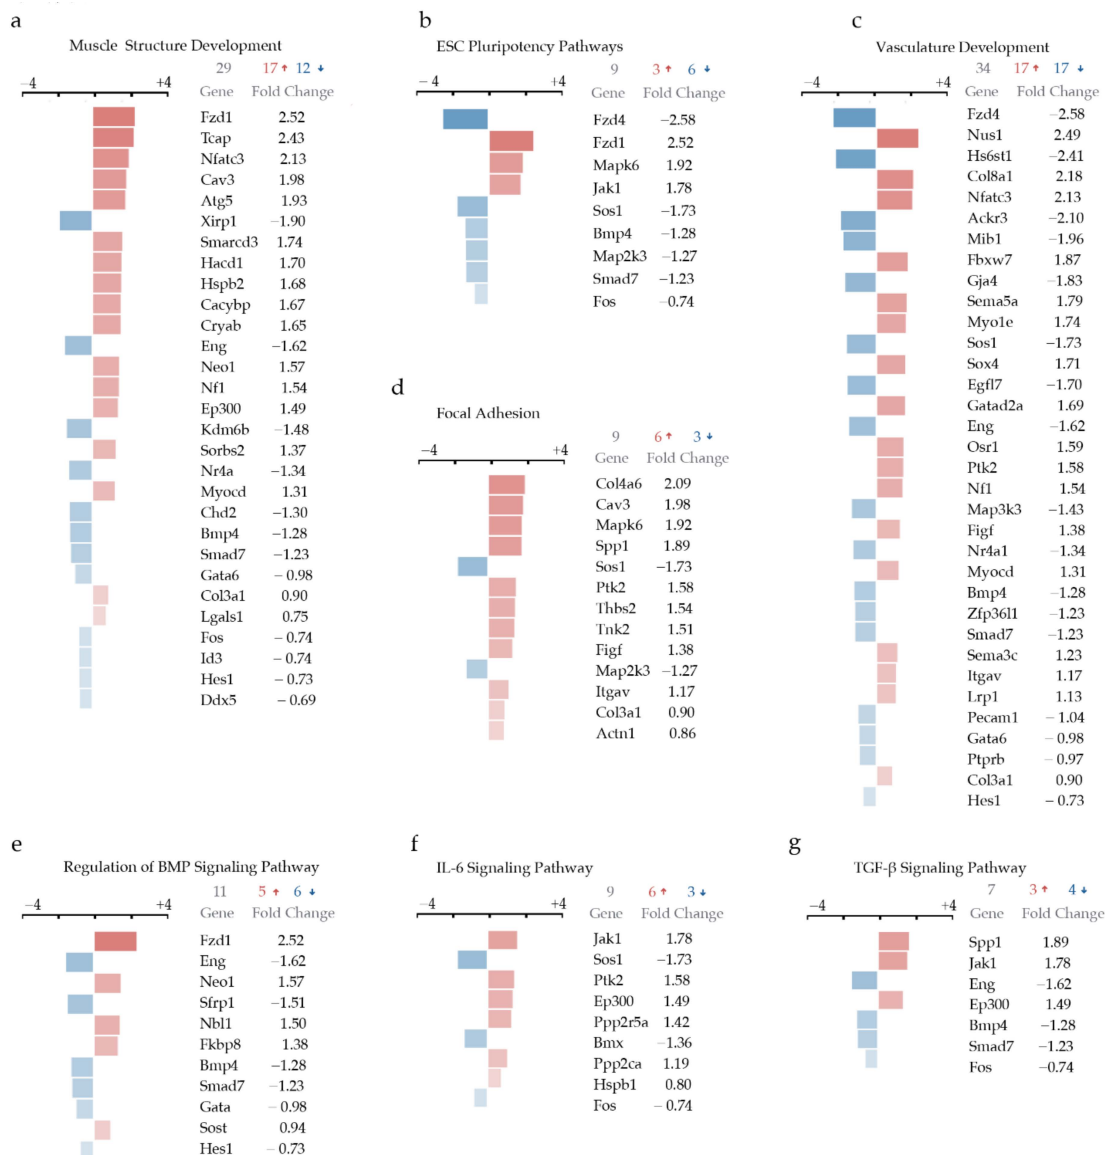 a
Muscle Structure Development
29 17 ↑ 12 ↓
−4 +4
Gene Fold Change
Fzd1 2.52
Tcap 2.43
Nfatc3 2.13
Cav3 1.98
Atg5 1.93
Xirp1 −1.90
Smarcd3 1.74
Hacd1 1.70
Hspb2 1.68
Cacybp 1.67
Cryab 1.65
Eng −1.62
Neo1 1.57
Nf1 1.54
Ep300 1.49
Kdm6b −1.48
Sorbs2 1.37
Nr4a −1.34
Myocd 1.31
Chd2 −1.30
Bmp4 −1.28
Smad7 −1.23
Gata6 − 0.98
Col3a1 0.90
Lgals1 0.75
Fos − 0.74
Id3 − 0.74
Hes1 − 0.73
Ddx5 − 0.69
b
ESC Pluripotency Pathways
9 3 ↑ 6 ↓
− 4 +4
Gene Fold Change
Fzd4 −2.58
Fzd1 2.52
Mapk6 1.92
Jak1 1.78
Sos1 −1.73
Bmp4 −1.28
Map2k3 −1.27
Smad7 −1.23
Fos −0.74
c
Vasculature Development
34 17 ↑ 17 ↓
−4 +4
Gene Fold Change
Fzd4 −2.58
Nus1 2.49
Hs6st1 −2.41
Col8a1 2.18
Nfatc3 2.13
Ackr3 −2.10
Mib1 −1.96
Fbxw7 1.87
Gja4 −1.83
Sema5a 1.79
Myo1e 1.74
Sos1 −1.73
Sox4 1.71
Egfl7 −1.70
Gatad2a 1.69
Eng −1.62
Osr1 1.59
Ptk2 1.58
Nf1 1.54
Map3k3 −1.43
Figf 1.38
Nr4a1 −1.34
Myocd 1.31
Bmp4 −1.28
Zfp36l1 −1.23
Smad7 −1.23
Sema3c 1.23
Itgav 1.17
Lrp1 1.13
Pecam1 − 1.04
Gata6 − 0.98
Ptprb − 0.97
Col3a1 0.90
Hes1 − 0.73
d
Focal Adhesion
9 6 ↑ 3 ↓
−4 +4
Gene Fold Change
Col4a6 2.09
Cav3 1.98
Mapk6 1.92
Spp1 1.89
Sos1 −1.73
Ptk2 1.58
Thbs2 1.54
Tnk2 1.51
Figf 1.38
Map2k3 −1.27
Itgav 1.17
Col3a1 0.90
Actn1 0.86
e
Regulation of BMP Signaling Pathway
11 5 ↑ 6 ↓
−4 +4
Gene Fold Change
Fzd1 2.52
Eng −1.62
Neo1 1.57
Sfrp1 −1.51
Nbl1 1.50
Fkbp8 1.38
Bmp4 −1.28
Smad7 −1.23
Gata − 0.98
Sost 0.94
Hes1 − 0.73
f
IL-6 Signaling Pathway
9 6 ↑ 3 ↓
−4 +4
Gene Fold Change
Jak1 1.78
Sos1 −1.73
Ptk2 1.58
Ep300 1.49
Ppp2r5a 1.42
Bmx −1.36
Ppp2ca 1.19
Hspb1 0.80
Fos − 0.74
g
TGF-β Signaling Pathway
7 3 ↑ 4 ↓
−4 +4
Gene Fold Change
Spp1 1.89
Jak1 1.78
Eng −1.62
Ep300 1.49
Bmp4 −1.28
Smad7 −1.23
Fos −0.74